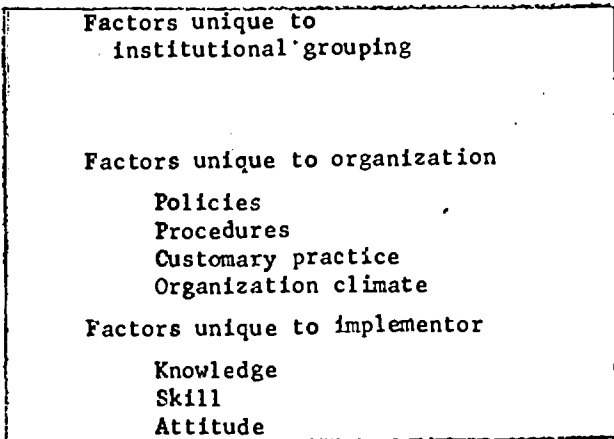 Factors unique to
institutional grouping
Factors unique to organization
Policies
Procedures
Customary practice
Organization climate
Factors unique to implementor
Knowledge
Skill
Attitude